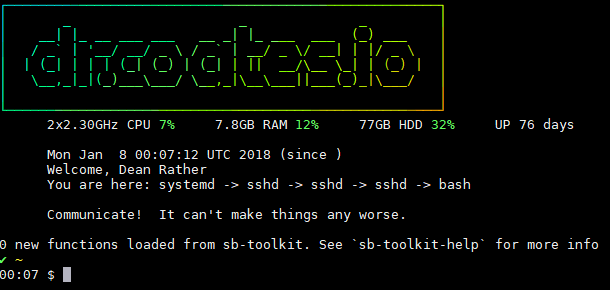 2x2.30GHz CPU 7% 7.8GB RAM 12% 77GB HDD 32% UP 76 days
Mon Jan 8 00:07:12 UTC 2018 (since )
Welcome, Dean Rather
You are here: systemd -> sshd -> sshd -> sshd -> bash
Communicate! It can't make things any worse.
0 new functions loaded from sb-toolkit. See `sb-toolkit-help` for more info
✔ ~
00:07 $